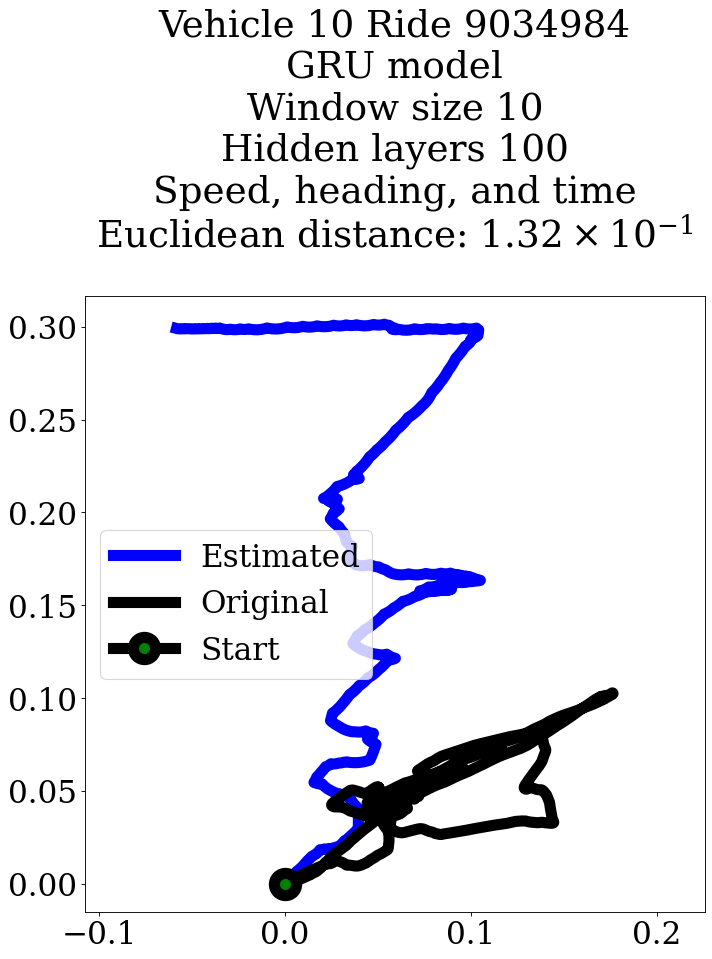 Vehicle 10 Ride 9034984
GRU model
Window size 10
Hidden layers 100
Speed, heading, and time
Euclidean distance: 1.32 × 10⁻¹
0.30
0.25
0.20
0.15
0.10
0.05
0.00
Estimated
Original
Start
−0.1
0.0
0.1
0.2